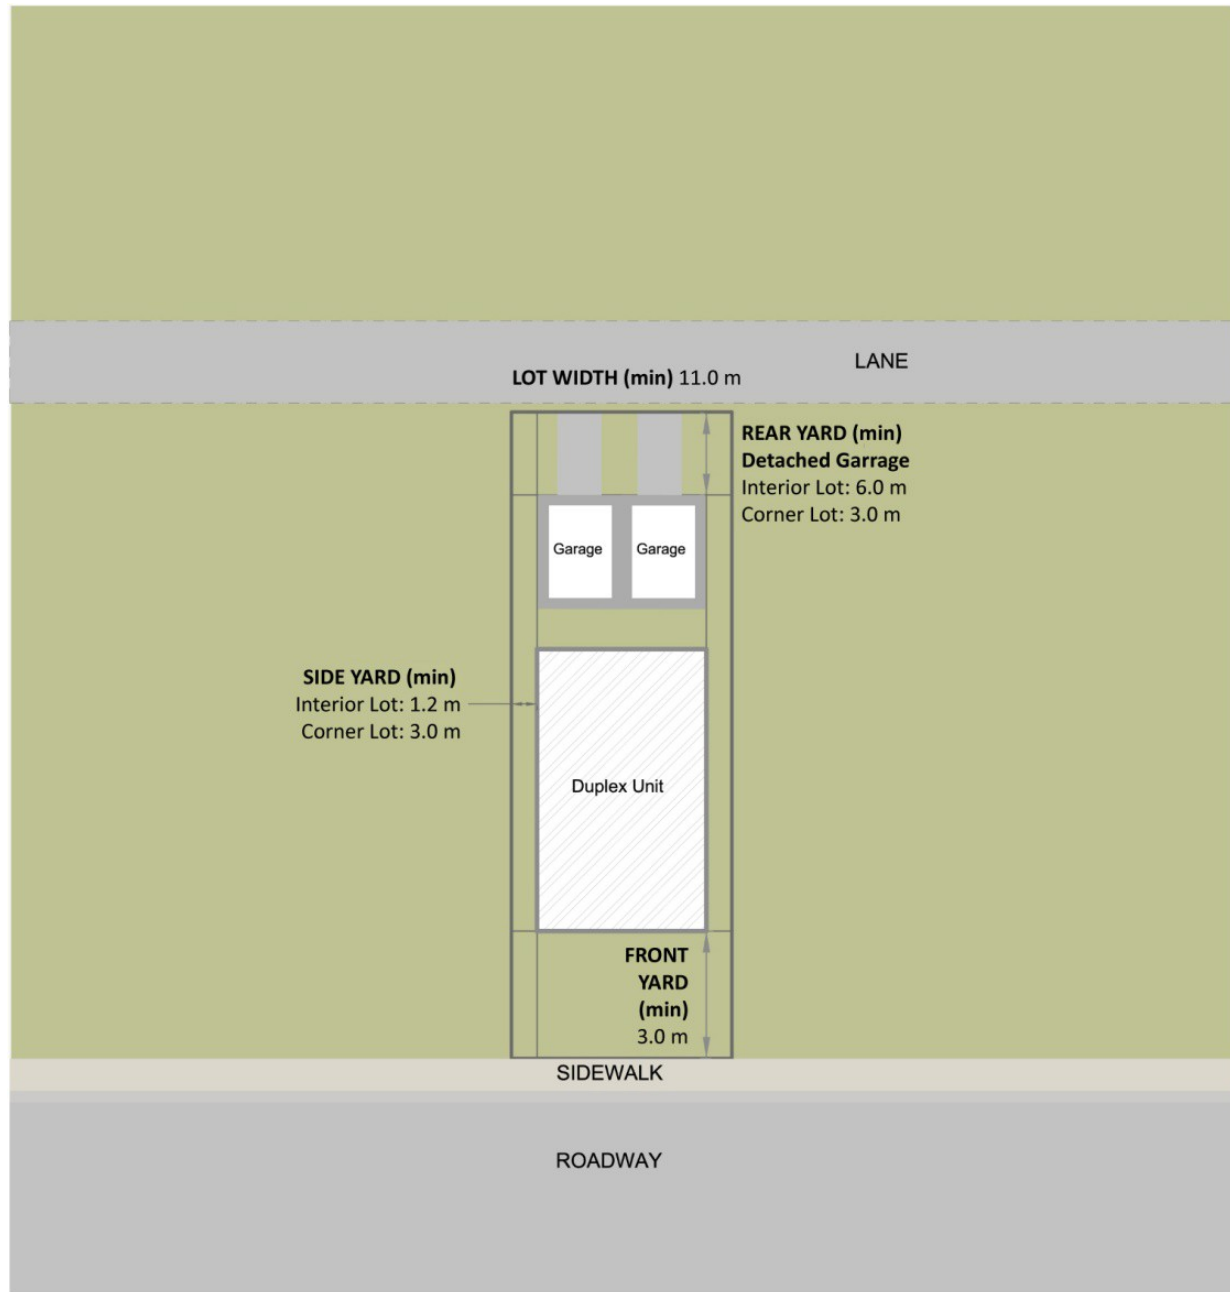 LANE
LOT WIDTH (min) 11.0 m
REAR YARD (min)
Detached Garrage
Interior Lot: 6.0 m
Corner Lot: 3.0 m
Garage
Garage
SIDE YARD (min)
Interior Lot: 1.2 m
Corner Lot: 3.0 m
Duplex Unit
FRONT
YARD
(min)
3.0 m
SIDEWALK
ROADWAY